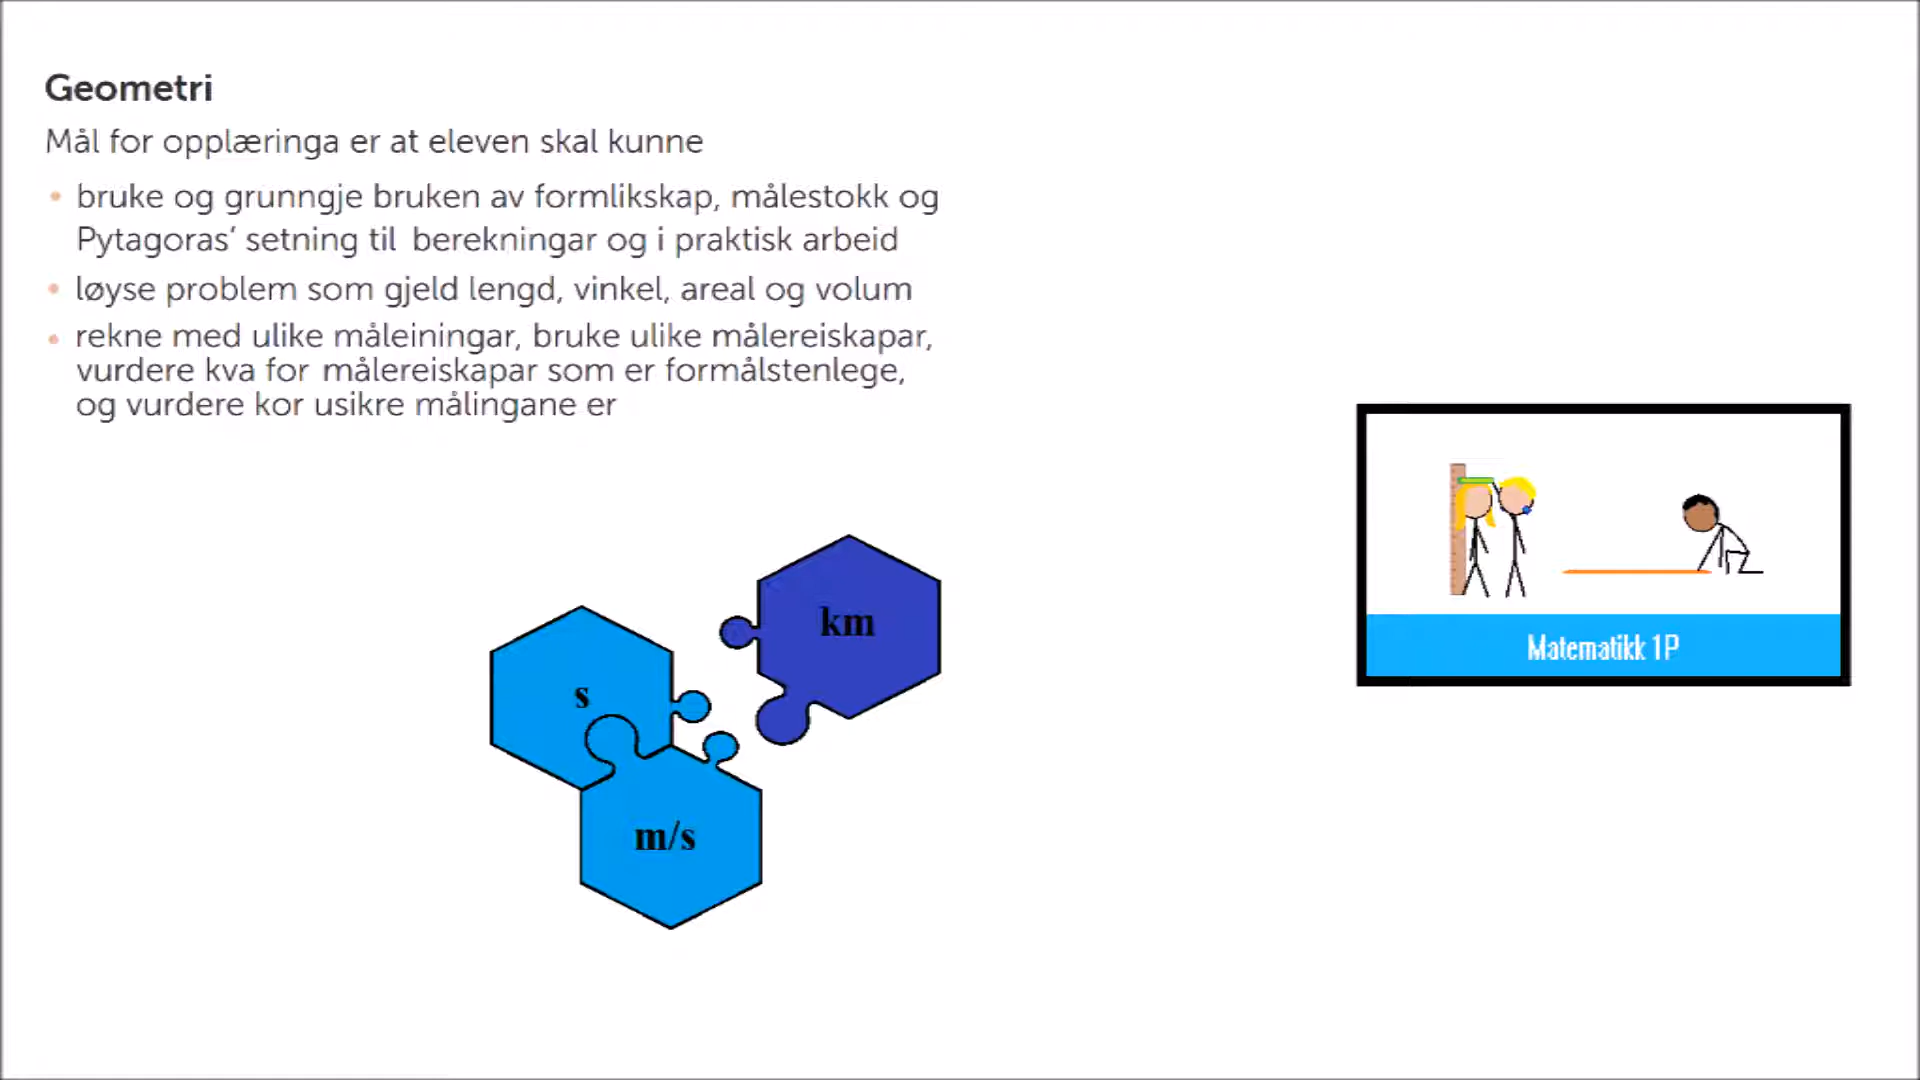 Geometri
Mål for opplæringa er at eleven skal kunne
• bruke og grunngje bruken av formlikskap, målestokk og
Pytagoras’ setning til berekningar og i praktisk arbeid
• løyse problem som gjeld lengd, vinkel, areal og volum
• rekne med ulike måleiningar, bruke ulike målereiskapar,
vurdere kva for målereiskapar som er formålstenlege,
og vurdere kor usikre målingane er
km
s
m/s
Matematikk 1P